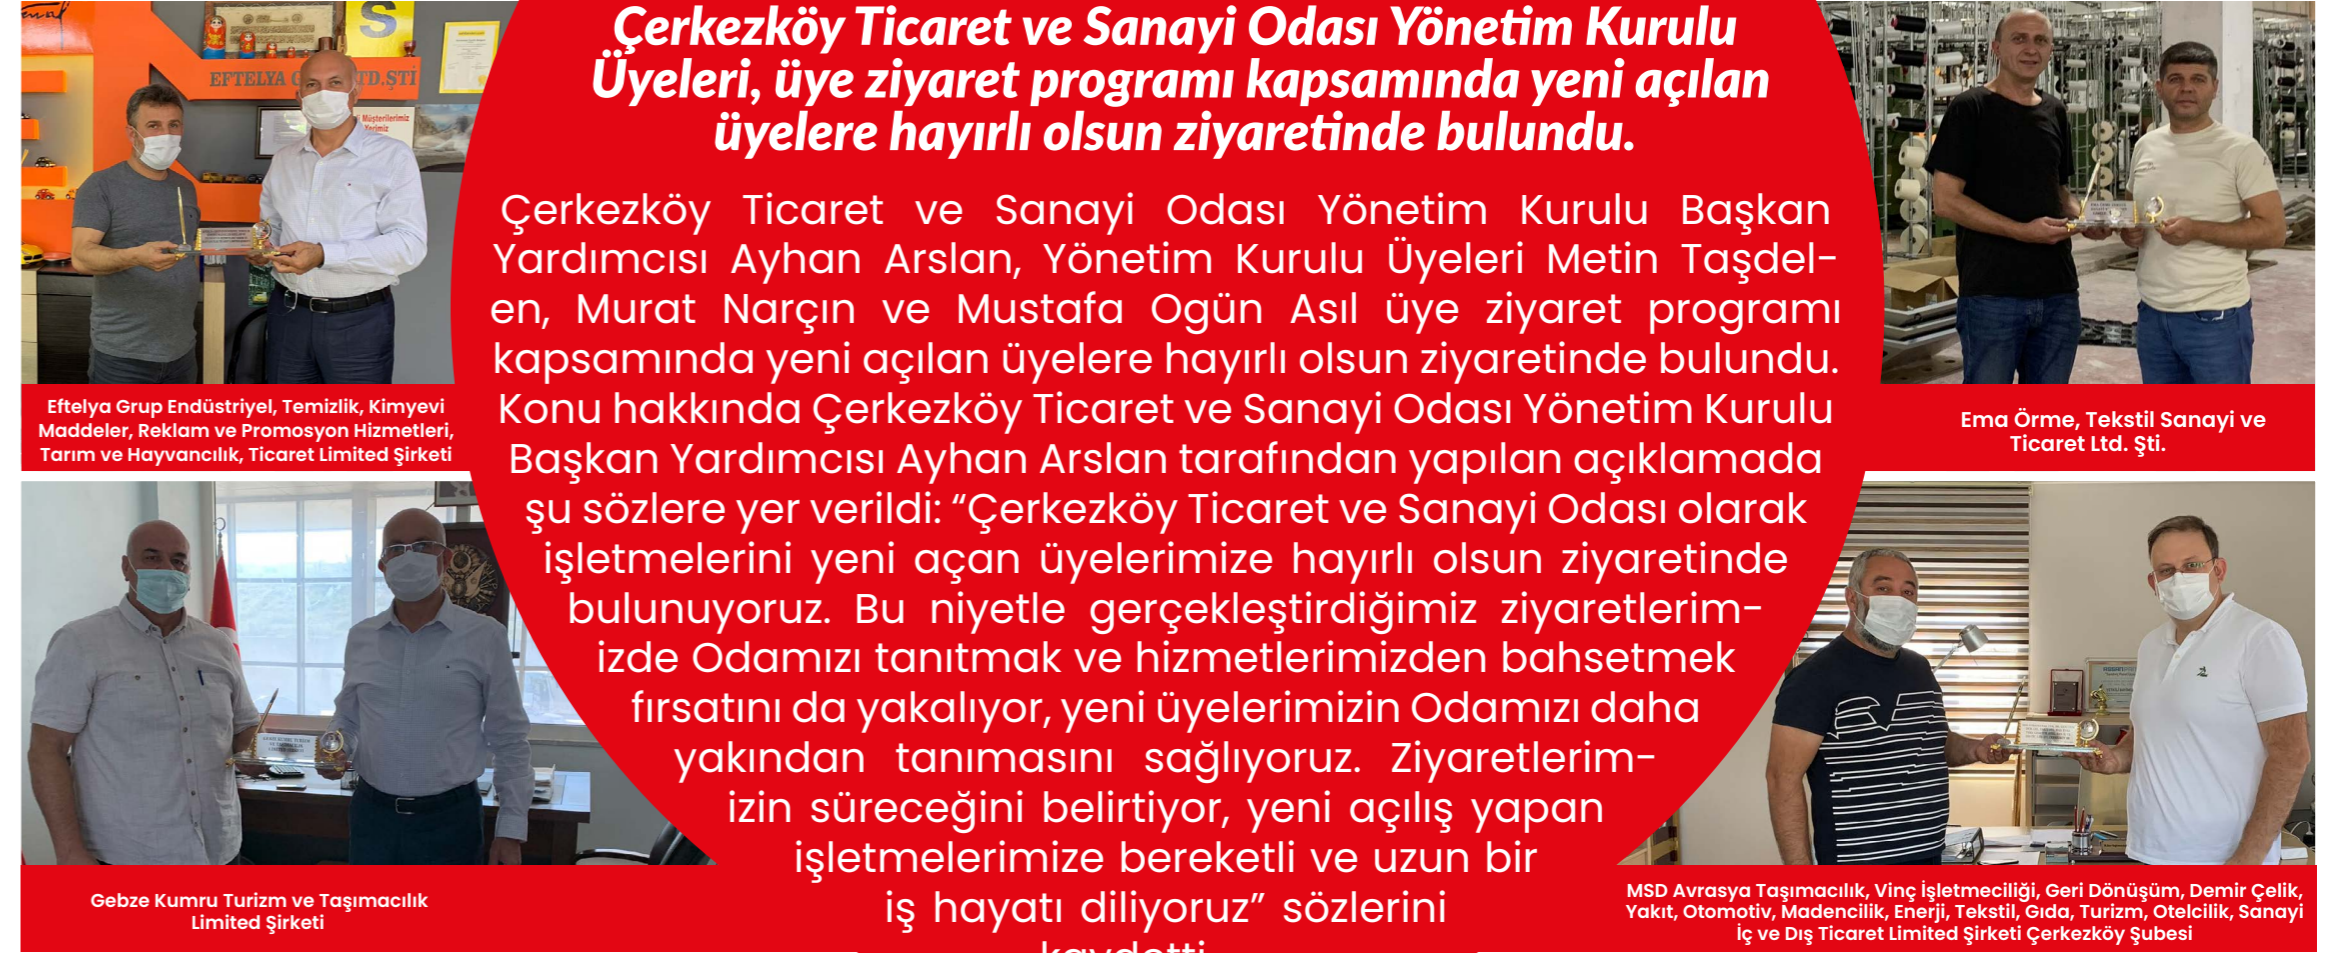 Çerkezköy Ticaret ve Sanayi Odası Yönetim Kurulu
Üyeleri, üye ziyaret programı kapsamında yeni açılan
üyelere hayırlı olsun ziyaretinde bulundu.
Çerkezköy Ticaret ve Sanayi Odası Yönetim Kurulu Başkan
Yardımcısı Ayhan Arslan, Yönetim Kurulu Üyeleri Metin Taşdel-
en, Murat Narçın ve Mustafa Ogün Asıl üye ziyaret programı
kapsamında yeni açılan üyelere hayırlı olsun ziyaretinde bulundu.
Konu hakkında Çerkezköy Ticaret ve Sanayi Odası Yönetim Kurulu
Başkan Yardımcısı Ayhan Arslan tarafından yapılan açıklamada
şu sözlere yer verildi: “Çerkezköy Ticaret ve Sanayi Odası olarak
işletmelerini yeni açan üyelerimize hayırlı olsun ziyaretinde
bulunuyoruz. Bu niyetle gerçekleştirdiğimiz ziyaretlerim-
izde Odamızı tanıtmak ve hizmetlerimizden bahsetmek
fırsatını da yakalıyor, yeni üyelerimizin Odamızı daha
yakından tanımasını sağlıyoruz. Ziyaretlerim-
izin süreceğini belirtiyor, yeni açılış yapan
işletmelerimize bereketli ve uzun bir
iş hayatı diliyoruz” sözlerini
kaydetti
EFTELYA G LTD.ŞTİ
Müşterilerimiz
Yerimiz
S
Eftelya Grup Endüstriyel, Temizlik, Kimyevi
Maddeler, Reklam ve Promosyon Hizmetleri,
Tarım ve Hayvancılık, Ticaret Limited Şirketi
Ema Örme, Tekstil Sanayi ve
Ticaret Ltd. Şti.
Gebze Kumru Turizm ve Taşımacılık
Limited Şirketi
MSD Avrasya Taşımacılık, Vinç İşletmeciliği, Geri Dönüşüm, Demir Çelik,
Yakıt, Otomotiv, Madencilik, Enerji, Tekstil, Gıda, Turizm, Otelcilik, Sanayi
İç ve Dış Ticaret Limited Şirketi Çerkezköy Şubesi